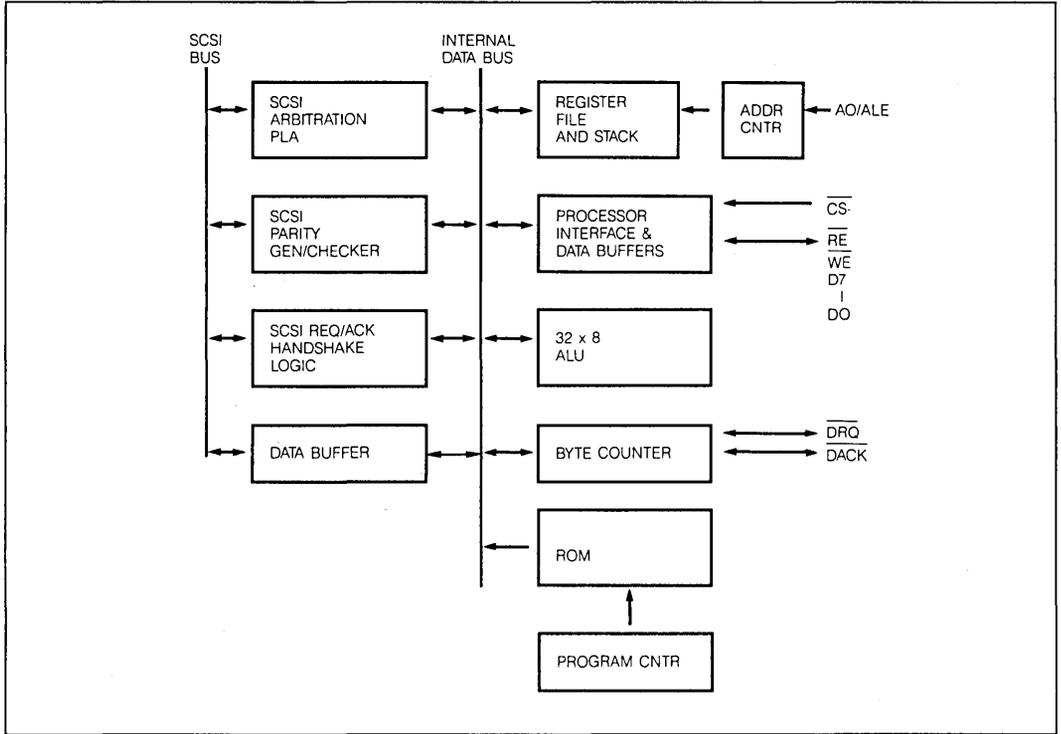 SCSI
BUS
INTERNAL
DATA BUS
SCSI
ARBITRATION
PLA
REGISTER
FILE
AND STACK
ADDR
CNTR
AO/ALE
SCSI
PARITY
GEN/CHECKER
PROCESSOR
INTERFACE &
DATA BUFFERS
CS
RE
WE
D7
I
DO
SCSI REQ/ACK
HANDSHAKE
LOGIC
32 x 8
ALU
DATA BUFFER
BYTE COUNTER
DRQ
DACK
ROM
PROGRAM CNTR